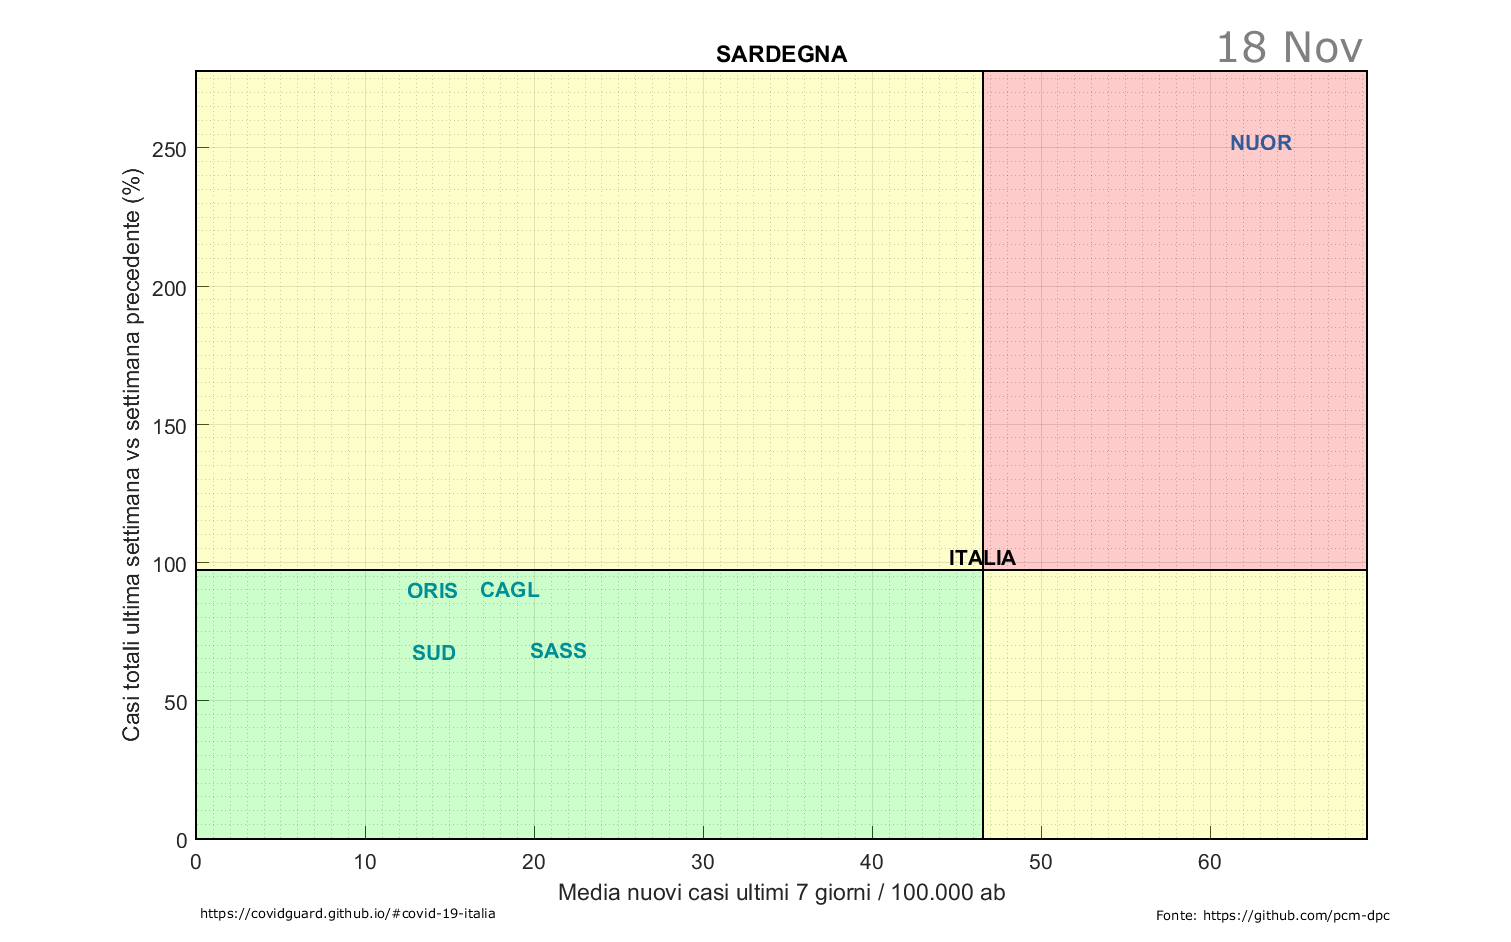 SARDEGNA
18 Nov
Casi totali ultima settimana vs settimana precedente (%)
250
200
150
100
50
0
NUOR
ITALIA
ORIS
CAGL
SUD
SASS
0
10
20
30
40
50
60
Media nuovi casi ultimi 7 giorni / 100.000 ab
https://covidguard.github.io/#covid-19-italia
Fonte: https://github.com/pcm-dpc